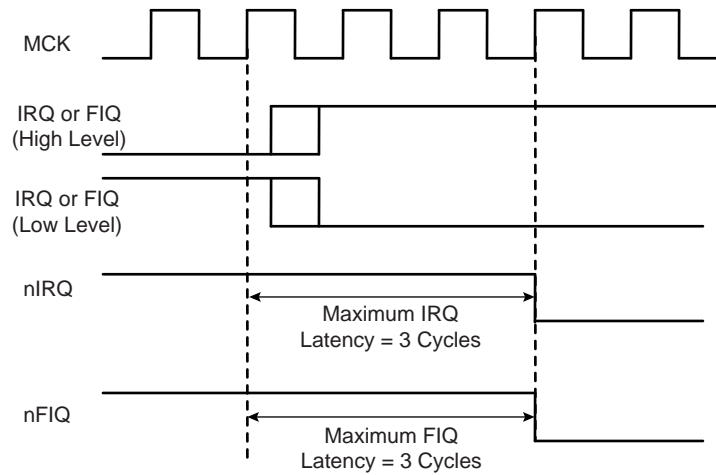 MCK
IRQ or FIQ
(High Level)
IRQ or FIQ
(Low Level)
nIRQ
Maximum IRQ
Latency = 3 Cycles
nFIQ
Maximum FIQ
Latency = 3 Cycles